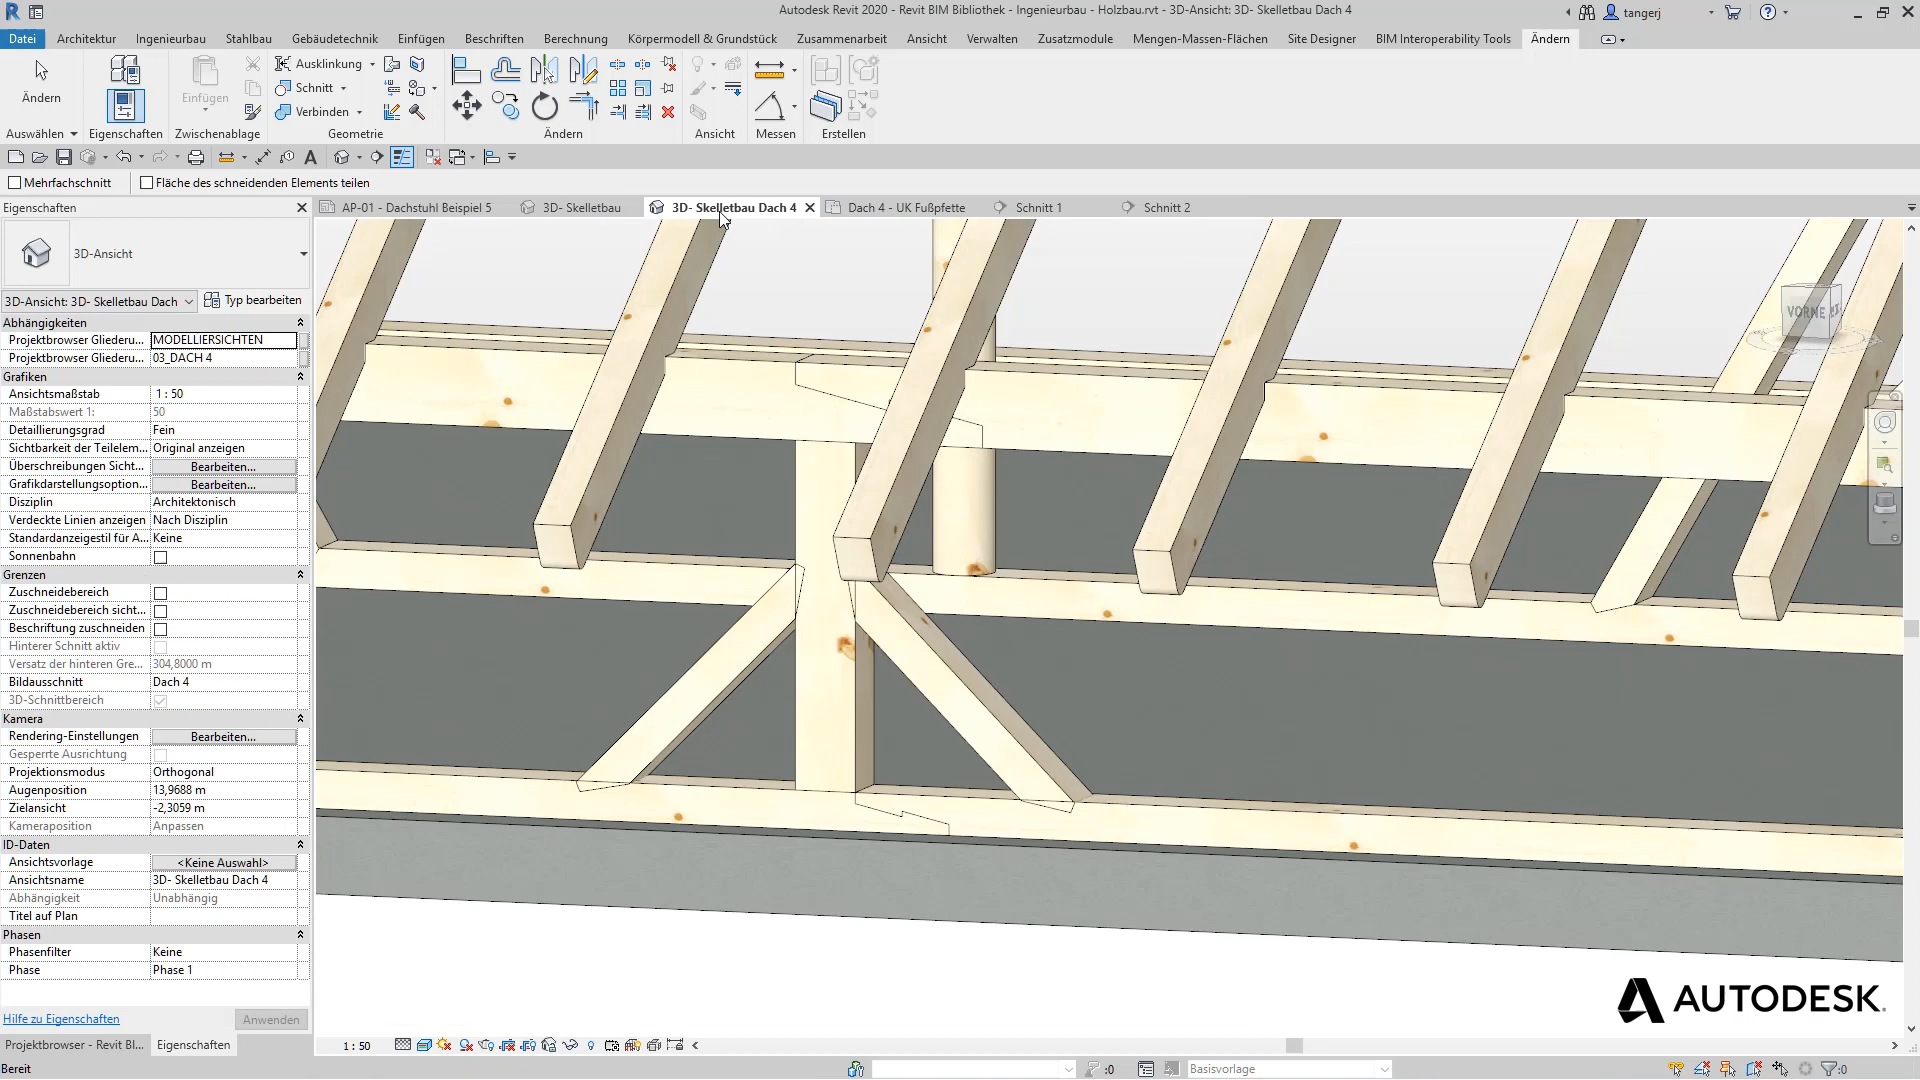 Autodesk Revit 2020 - Revit BIM Bibliothek - Ingenieurbau - Holzbau.rvt - 3D-Ansicht: 3D- Skelletbau Dach 4
tangerj
Datei Architektur Ingenieurbau Stahlbau Gebäudetechnik Einfügen Beschriften Berechnung Körpermodell & Grundstück Zusammenarbeit Ansicht Verwalten Zusatzmodule Mengen-Massen-Flächen Site Designer BIM Interoperability Tools Ändern
Ausklinkung
Schnitt
Verbinden
Ändern
Einfügen
Auswählen Eigenschaften Zwischenablage Geometrie Ändern Ansicht Messen Erstellen
Mehrfachschnitt Fläche des schneidenden Elements teilen
Eigenschaften
AP-01 - Dachstuhl Beispiel 5 3D- Skelletbau 3D- Skelletbau Dach 4 Dach 4 - UK Fußpfette Schnitt 1 Schnitt 2
3D-Ansicht
3D-Ansicht: 3D- Skelletbau Dach Typ bearbeiten
Abhängigkeiten
Projektbrowser Gliederu... MODELLIERSICHTEN
Projektbrowser Gliederu... 03_DACH 4
Grafiken
Ansichtsmaßstab 1 : 50
Maßstabswert 1: 50
Detaillierungsgrad Fein
Sichtbarkeit der Teilelem... Original anzeigen
Überschreibungen Sicht... Bearbeiten...
Grafikdarstellungsoption... Bearbeiten...
Disziplin Architektonisch
Verdeckte Linien anzeigen Nach Disziplin
Standardanzeigestil für A... Keine
Sonnenbahn
Grenzen
Zuschneidebereich
Zuschneidebereich sicht...
Beschriftung zuschneiden
Hinterer Schnitt aktiv
Versatz der hinteren Gre... 304,8000 m
Bildausschnitt Dach 4
3D-Schnittbereich
Kamera
Rendering-Einstellungen Bearbeiten...
Gesperrte Ausrichtung
Projektionsmodus Orthogonal
Augenposition 13,9688 m
Zielansicht -2,3059 m
Kameraposition Anpassen
ID-Daten
Ansichtsvorlage <Keine Auswahl>
Ansichtsname 3D- Skelletbau Dach 4
Abhängigkeit Unabhängig
Titel auf Plan
Phasen
Phasenfilter Keine
Phase Phase 1
Hilfe zu Eigenschaften Anwenden
Projektbrowser - Revit BI... Eigenschaften
VORNE
AUTODESK.
1 : 50
Bereit
:0
Basisvorlage
:0